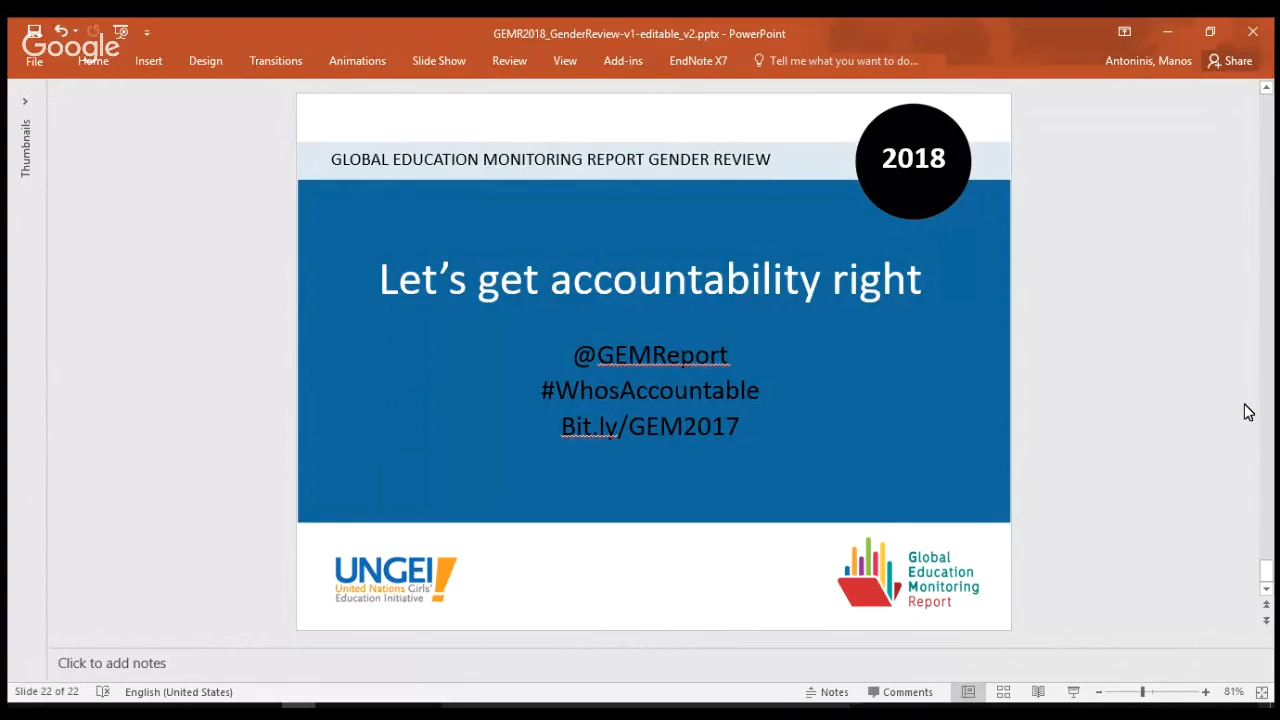 GEMR2018_GenderReview-v1-editable_v2.pptx - PowerPoint
Google
File Home Insert Design Transitions Animations Slide Show Review View Add-ins EndNote X7 Tell me what you want to do... Antoninis, Manos Share
Thumbnails
GLOBAL EDUCATION MONITORING REPORT GENDER REVIEW
2018
Let's get accountability right
@GEMReport
#WhosAccountable
Bit.ly/GEM2017
UNGEI!
United Nations Girls'
Education Initiative
Global
Education
Monitoring
Report
Click to add notes
Slide 22 of 22 English (United States) Notes Comments 81%